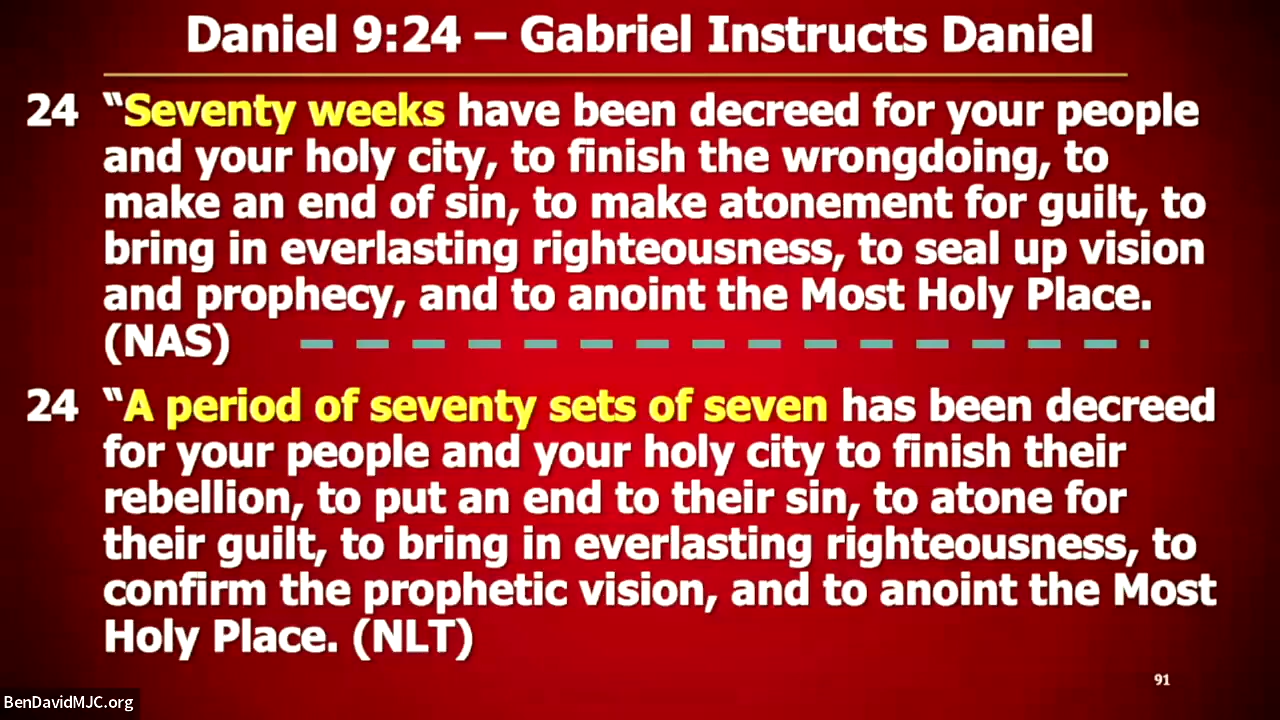 Daniel 9:24 – Gabriel Instructs Daniel
24 “Seventy weeks have been decreed for your people
and your holy city, to finish the wrongdoing, to
make an end of sin, to make atonement for guilt, to
bring in everlasting righteousness, to seal up vision
and prophecy, and to anoint the Most Holy Place.
(NAS)
24 “A period of seventy sets of seven has been decreed
for your people and your holy city to finish their
rebellion, to put an end to their sin, to atone for
their guilt, to bring in everlasting righteousness, to
confirm the prophetic vision, and to anoint the Most
Holy Place. (NLT)
91
BenDavidMJC.org